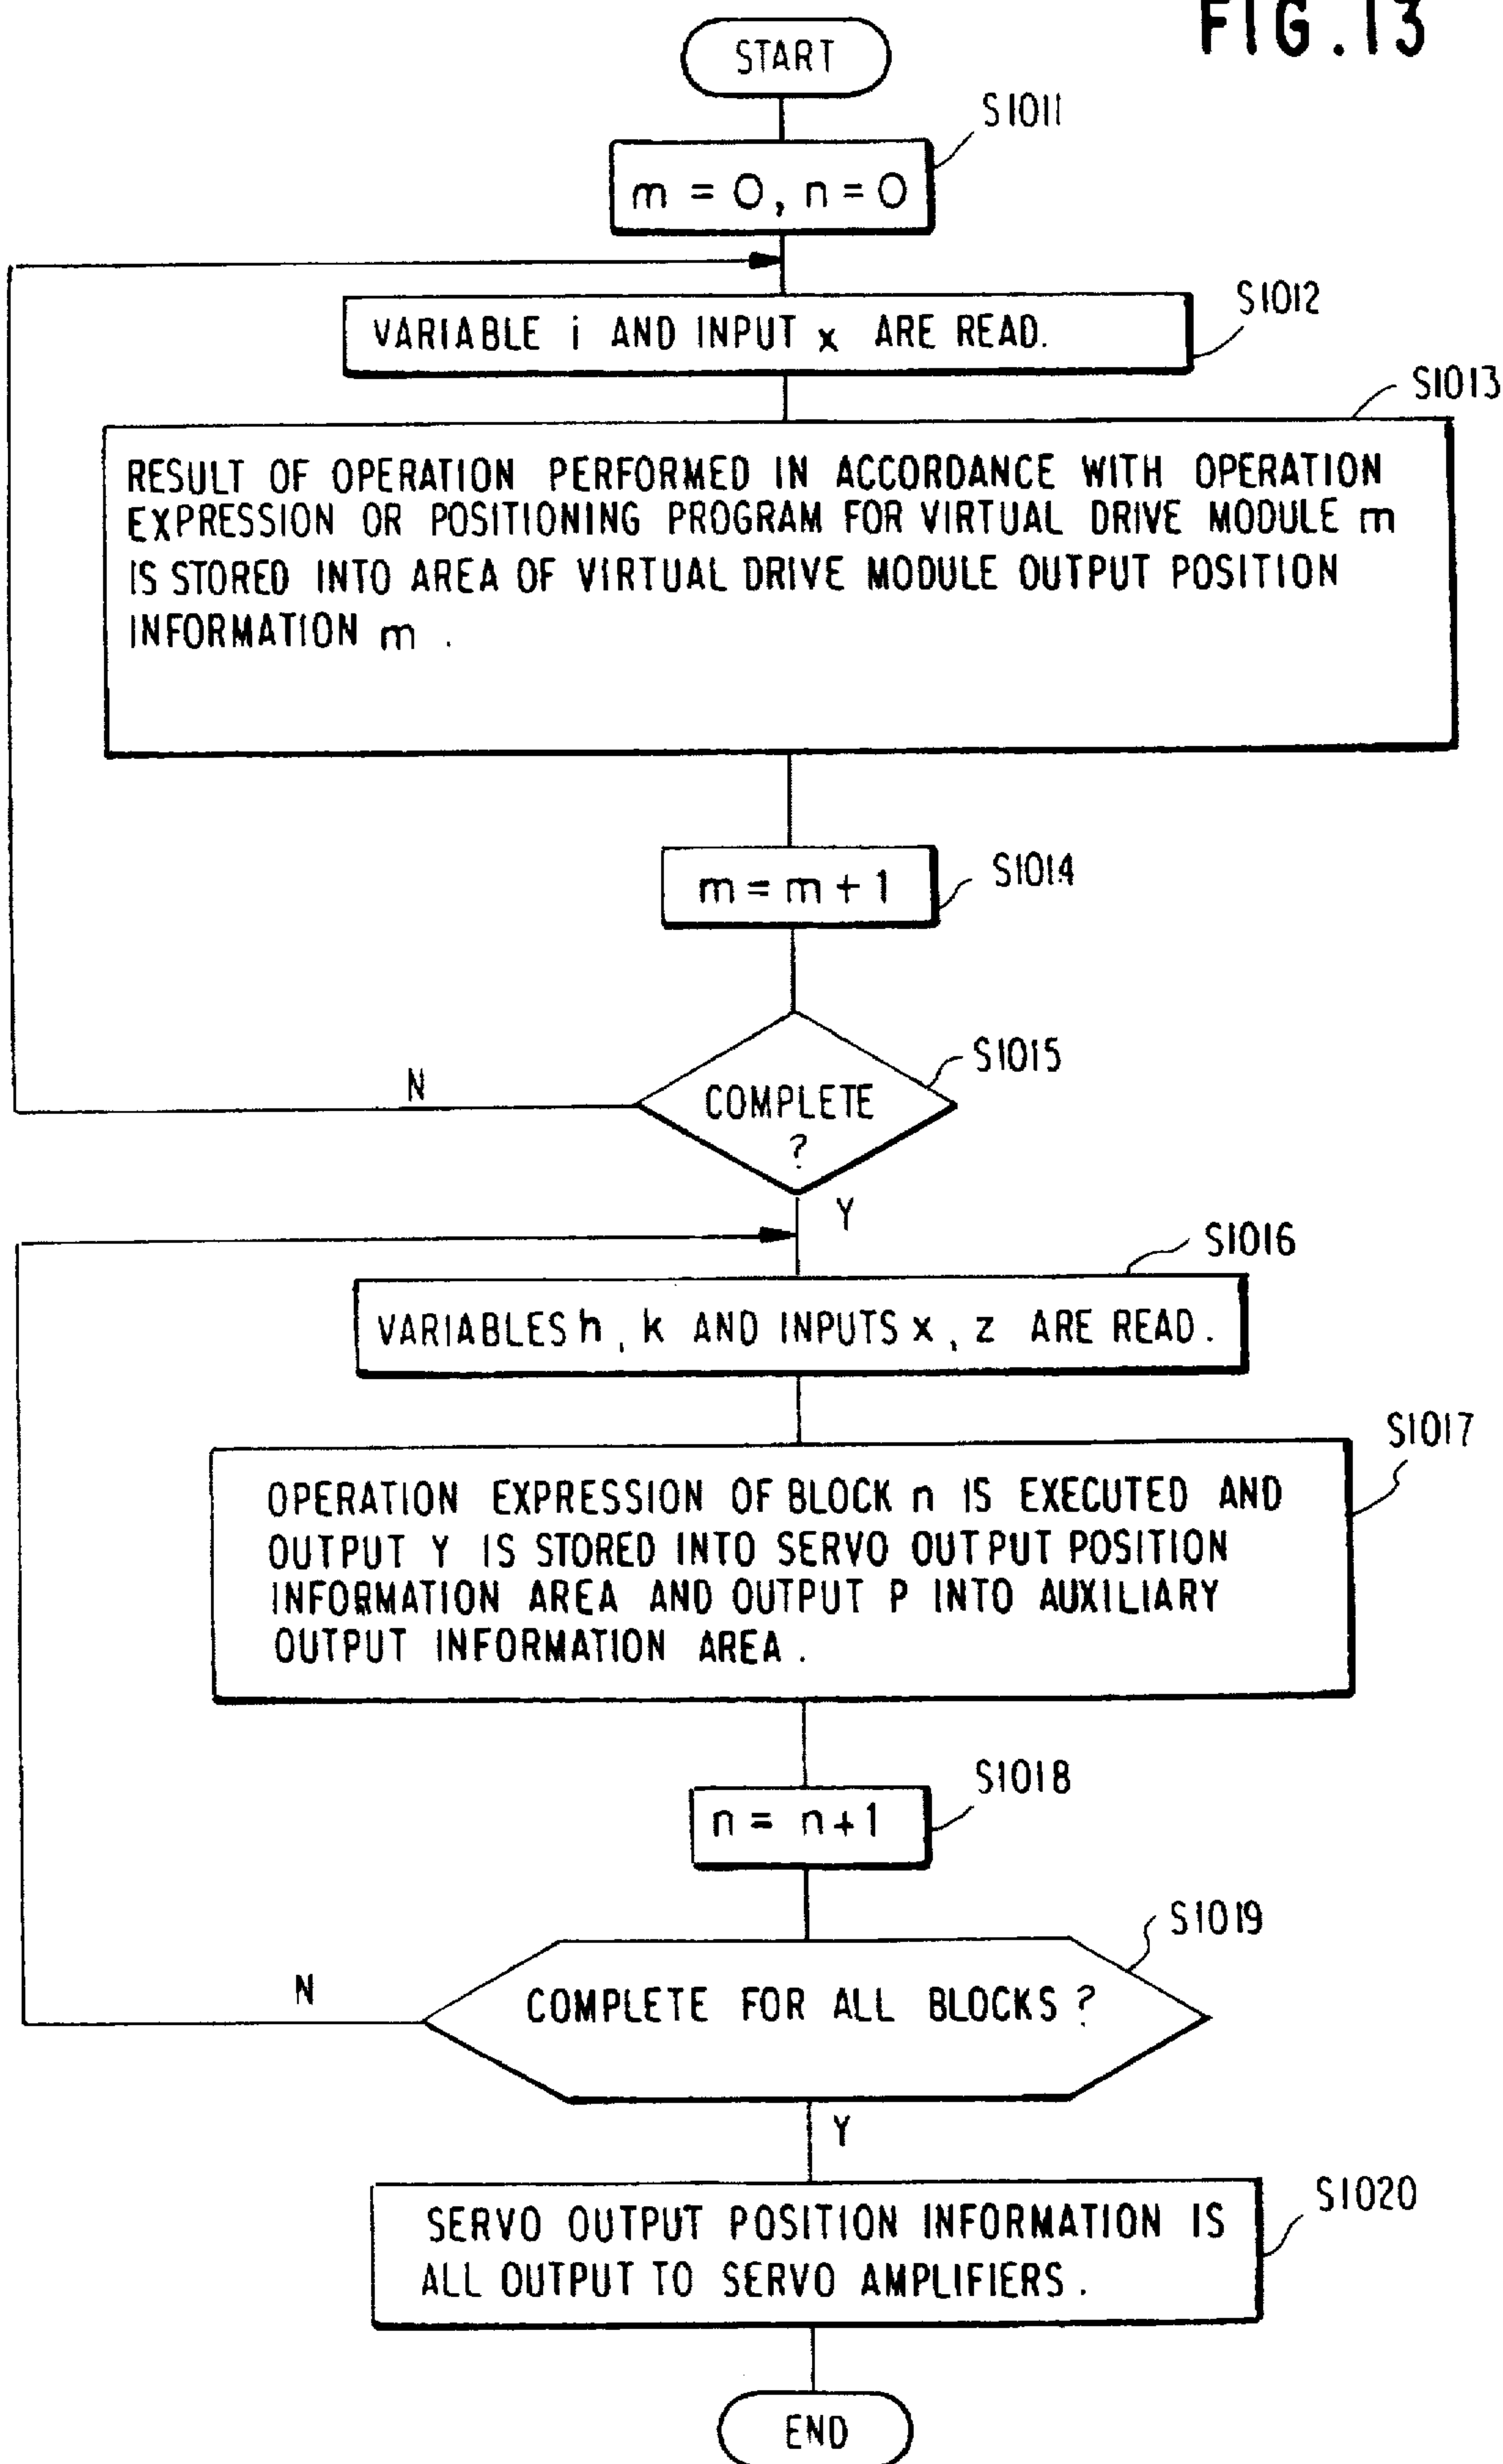 FIG.13
START
S1011
m = 0, n = 0
S1012
VARIABLE i AND INPUT x ARE READ.
S1013
RESULT OF OPERATION PERFORMED IN ACCORDANCE WITH OPERATION
EXPRESSION OR POSITIONING PROGRAM FOR VIRTUAL DRIVE MODULE m
IS STORED INTO AREA OF VIRTUAL DRIVE MODULE OUTPUT POSITION
INFORMATION m .
S1014
m = m + 1
S1015
N
COMPLETE
?
Y
S1016
VARIABLES h, k AND INPUTS x, z ARE READ.
S1017
OPERATION EXPRESSION OF BLOCK n IS EXECUTED AND
OUTPUT Y IS STORED INTO SERVO OUTPUT POSITION
INFORMATION AREA AND OUTPUT P INTO AUXILIARY
OUTPUT INFORMATION AREA .
S1018
n = n+1
S1019
N
COMPLETE FOR ALL BLOCKS ?
Y
S1020
SERVO OUTPUT POSITION INFORMATION IS
ALL OUTPUT TO SERVO AMPLIFIERS .
END